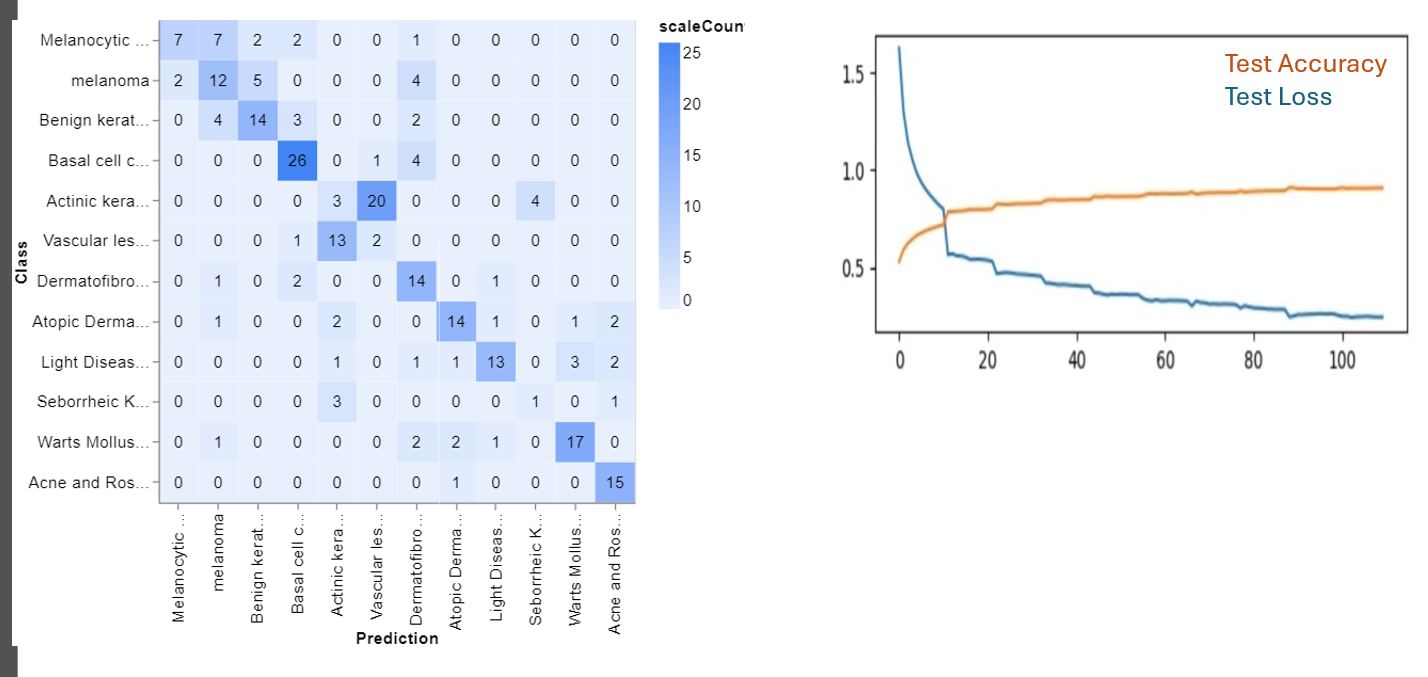 scaleCoun
Melanocytic ... 7 7 2 2 0 0 1 0 0 0 0 0
melanoma 2 12 5 0 0 0 4 0 0 0 0 0
Benign kerat... 0 4 14 3 0 0 2 0 0 0 0 0
Basal cell c... 0 0 0 26 0 1 4 0 0 0 0 0
Actinic kera... 0 0 0 0 3 20 0 0 0 4 0 0
Vascular les... 0 0 0 1 13 2 0 0 0 0 0 0
Dermatofibro... 0 1 0 2 0 0 14 0 1 0 0 0
Atopic Derma... 0 1 0 0 2 0 0 14 1 0 1 2
Light Diseas... 0 0 0 0 1 0 1 1 13 0 3 2
Seborrheic K... 0 0 0 0 3 0 0 0 0 1 0 1
Warts Mollus... 0 1 0 0 0 0 2 2 1 0 17 0
Acne and Ros... 0 0 0 0 0 0 0 1 0 0 0 15
Class
Melanocytic ...
melanoma
Benign kerat...
Basal cell c...
Actinic kera...
Vascular les...
Dermatofibro...
Atopic Derma...
Light Diseas...
Seborrheic K...
Warts Mollus...
Acne and Ros...
Prediction
25
20
15
10
5
0
Test Accuracy
Test Loss
1.5
1.0
0.5
0 20 40 60 80 100